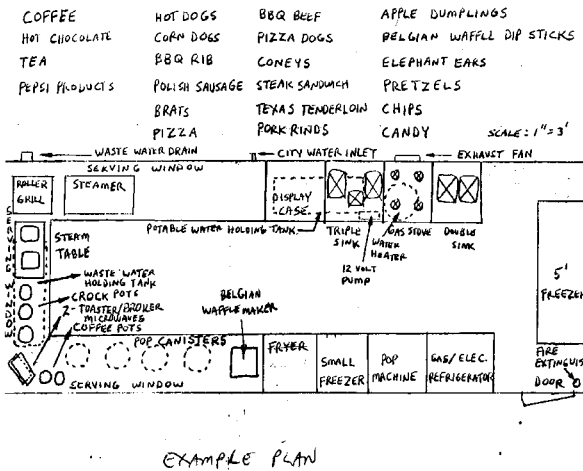 COFFEE HOT DOGS BBQ BEEF APPLE DUMPLINGS
HOT CHOCOLATE CORN DOGS PIZZA DOGS BELGIAN WAFFLE DIP STICKS
TEA BBQ RIB CONEYS ELEPHANT EARS
PEPSI PRODUCTS POLISH SAUSAGE STEAK SANDWICH PRETZELS
BRATS TEXAS TENDERLOIN CHIPS
PIZZA PORK RINDS CANDY SCALE: 1"=3'
WASTE WATER DRAIN CITY WATER INLET EXHAUST FAN
SERVING WINDOW
ROLLER GRILL
STEAMER
DISPLAY CASE
POTABLE WATER HOLDING TANK
TRIPLE SINK
GAS STOVE
WATER HEATER
DOUBLE SINK
12 VOLT PUMP
SERVING WINDOW
STEAM TABLE
WASTE WATER HOLDING TANK
CROCK POTS
2- TOASTER/BROILER MICROWAVES
COFFEE POTS
POP CANISTERS
BELGIAN WAFFLE MAKER
FRYER
SMALL FREEZER
POP MACHINE
GAS/ELEC. REFRIGERATOR
5' FREEZER
FIRE EXTINGUIS
DOOR
SERVING WINDOW
EXAMPLE PLAN